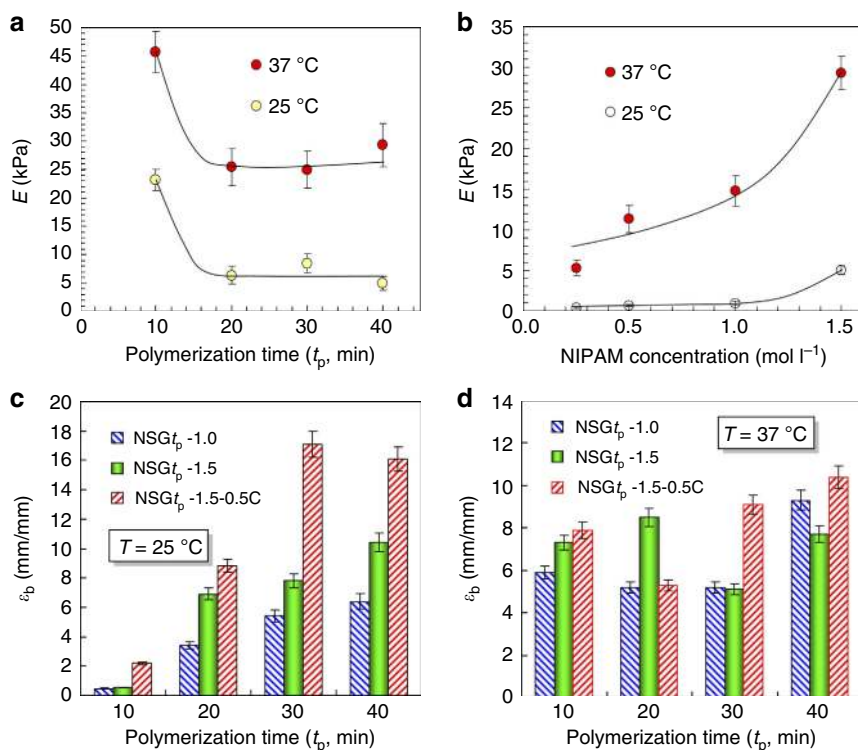 a
50
45
40
35
30
25
20
15
10
5
0
E (kPa)
37 °C
25 °C
0 10 20 30 40
Polymerization time (tp, min)
b
35
30
25
20
15
10
5
0
E (kPa)
37 °C
25 °C
0.0 0.5 1.0 1.5
NIPAM concentration (mol l−1)
c
20
18
16
14
12
10
8
6
4
2
0
εb (mm/mm)
NSGtp -1.0
NSGtp -1.5
NSGtp -1.5-0.5C
T = 25 °C
10 20 30 40
Polymerization time (tp, min)
d
14
12
10
8
6
4
2
0
εb (mm/mm)
NSGtp -1.0
NSGtp -1.5
NSGtp -1.5-0.5C
T = 37 °C
10 20 30 40
Polymerization time (tp, min)